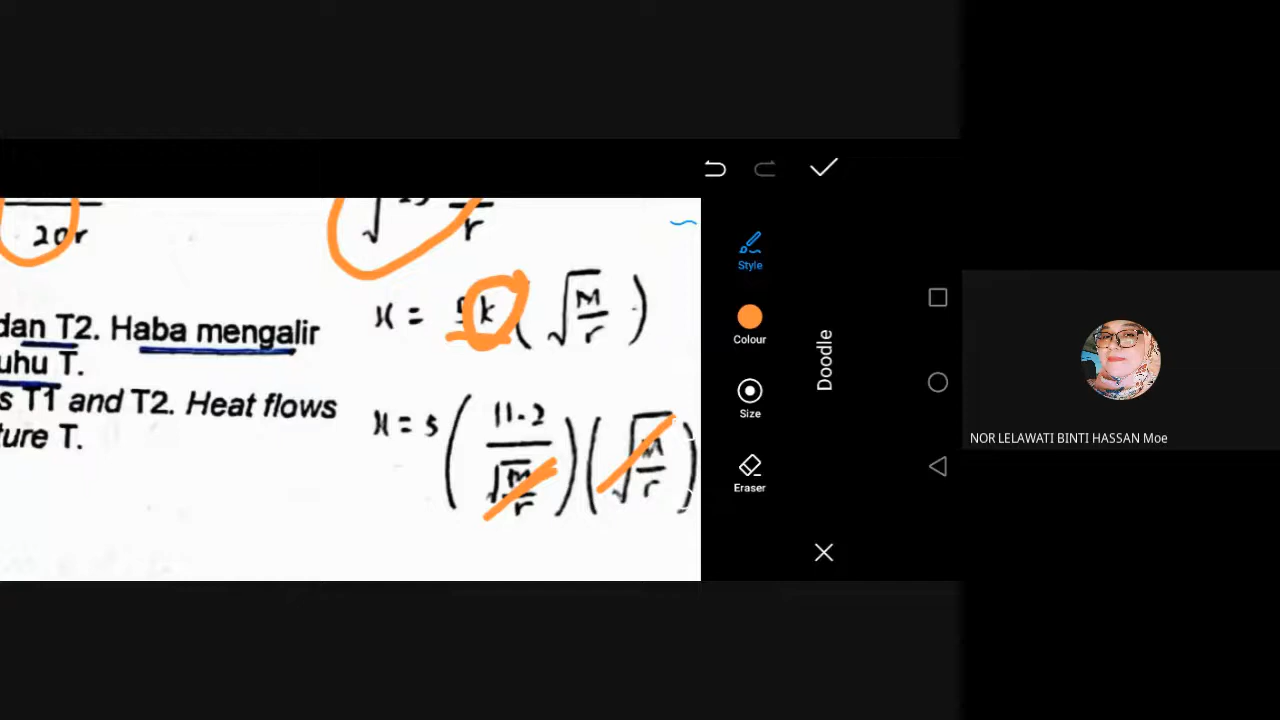 20r
r
x = 5k ( √ M/r )
dan T2. Haba mengalir
uhu T.
s T1 and T2. Heat flows
ture T.
x = 5 ( 11.2 / √ M/r ) ( √ M/r )
Style
Colour
Size
Eraser
Doodle
NOR LELAWATI BINTI HASSAN Moe